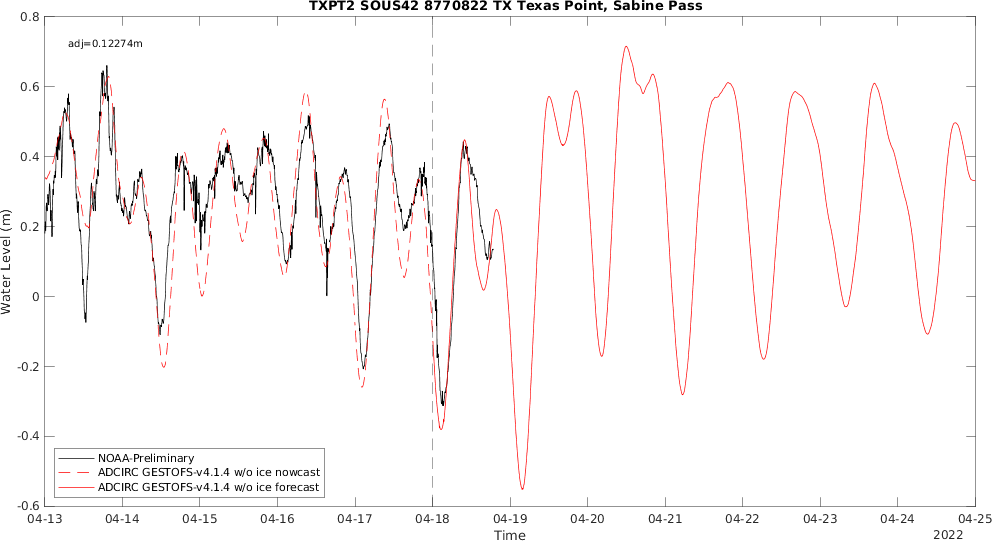 TXPT2 SOUS42 8770822 TX Texas Point, Sabine Pass
adj=0.12274m
0.8
0.6
0.4
0.2
0
-0.2
-0.4
-0.6
Water Level (m)
NOAA-Preliminary
ADCIRC GESTOFS-v4.1.4 w/o ice nowcast
ADCIRC GESTOFS-v4.1.4 w/o ice forecast
04-13 04-14 04-15 04-16 04-17 04-18 04-19 04-20 04-21 04-22 04-23 04-24 04-25
Time
2022